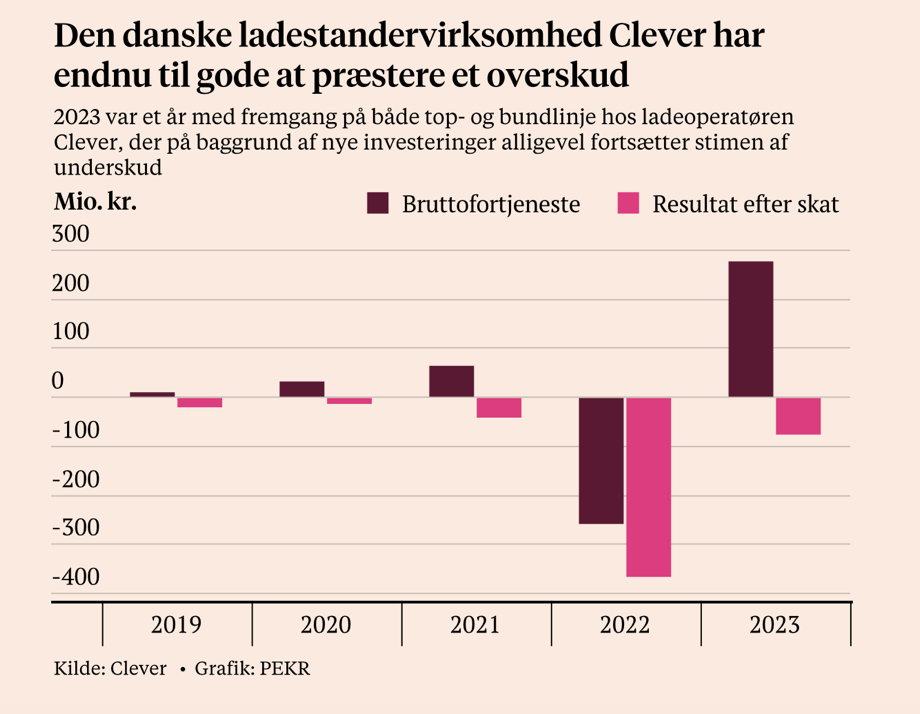 Den danske ladestandervirksomhed Clever har
endnu til gode at præstere et overskud
2023 var et år med fremgang på både top- og bundlinje hos ladeoperatøren
Clever, der på baggrund af nye investeringer alligevel fortsætter stimen af
underskud
Mio. kr.
Bruttofortjeneste
Resultat efter skat
300
200
100
0
-100
-200
-300
-400
2019
2020
2021
2022
2023
Kilde: Clever • Grafik: PEKR